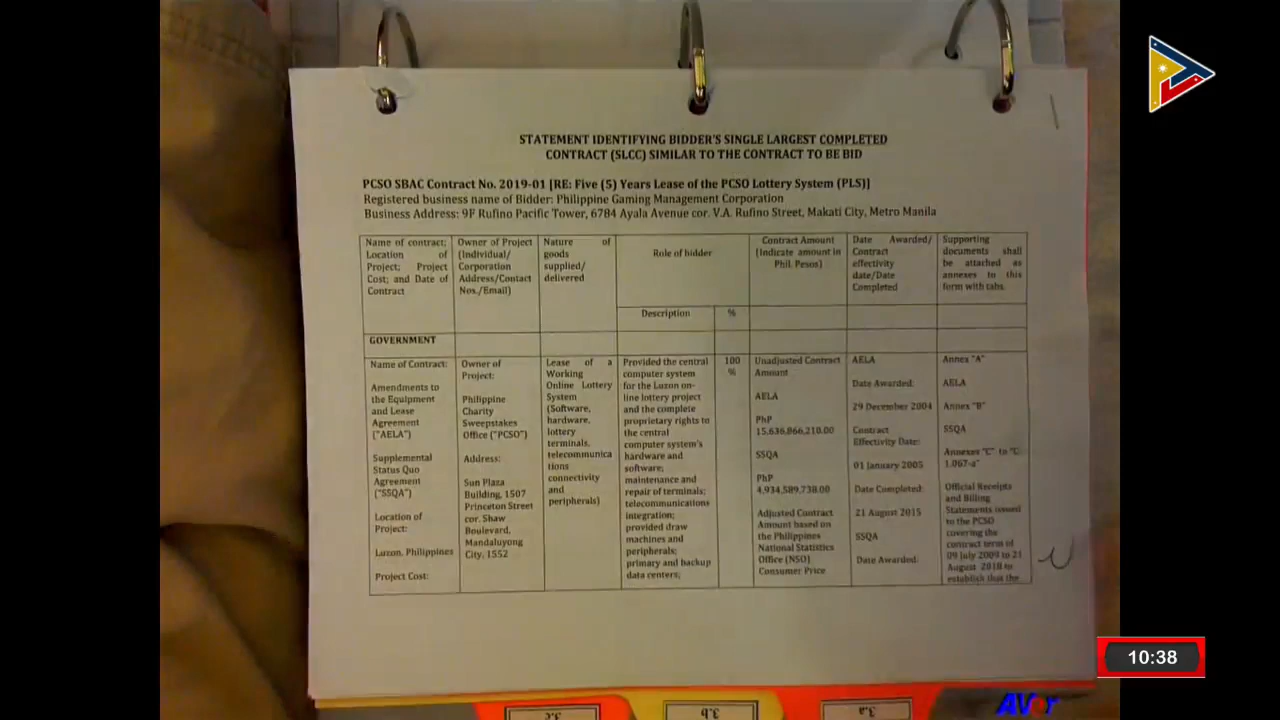 STATEMENT IDENTIFYING BIDDER'S SINGLE LARGEST COMPLETED
CONTRACT (SLCC) SIMILAR TO THE CONTRACT TO BE BID
PCSO SBAC Contract No. 2019-01 [RE: Five (5) Years Lease of the PCSO Lottery System (PLS)]
Registered business name of Bidder: Philippine Gaming Management Corporation
Business Address: 9F Rufino Pacific Tower, 6784 Ayala Avenue cor. V.A. Rufino Street, Makati City, Metro Manila
Name of contract;
Location of
Project; Project
Cost; and Date of
Contract
Owner of Project
(Individual/
Corporation
Address/Contact
Nos./Email)
Nature of
goods
supplied/
delivered
Role of bidder
Contract Amount
(Indicate amount in
Phil. Pesos)
Date Awarded/
Contract
effectivity
date/Date
Completed
Supporting
documents shall
be attached as
annexes to this
form with tabs.
Description
%
GOVERNMENT
Name of Contract:
Amendments to
the Equipment
and Lease
Agreement
("AELA")
Supplemental
Status Quo
Agreement
("SSQA")
Location of
Project:
Luzon, Philippines
Project Cost:
Owner of
Project:
Philippine
Charity
Sweepstakes
Office ("PCSO")
Address:
Sun Plaza
Building, 1507
Princeton Street
cor. Shaw
Boulevard,
Mandaluyong
City, 1552
Lease of a
Working
Online Lottery
System
(Software,
hardware,
lottery
terminals,
telecommunica
tions
connectivity
and
peripherals)
Provided the central
computer system
for the Luzon on-
line lottery project
and the complete
proprietary rights to
the central
computer system's
hardware and
software;
maintenance and
repair of terminals;
telecommunications
integration;
provided draw
machines and
peripherals;
primary and backup
data centers;
100
%
Unadjusted Contract
Amount
AELA
PhP
15,636,866,210.00
SSQA
PhP
4,934,589,738.00
Adjusted Contract
Amount based on
the Philippines
National Statistics
Office (NSO)
Consumer Price
AELA
Date Awarded:
29 December 2004
Contract
Effectivity Date:
01 January 2005
Date Completed:
21 August 2015
SSQA
Date Awarded:
Annex "A"
AELA
Annex "B"
SSQA
Annexes "C" to "C-
1.067-a"
Official Receipts
and Billing
Statements issued
to the PCSO
covering the
contract term of
09 July 2009 to 21
August 2018 to
establish that the
3.c
3.b
3.a
10:38